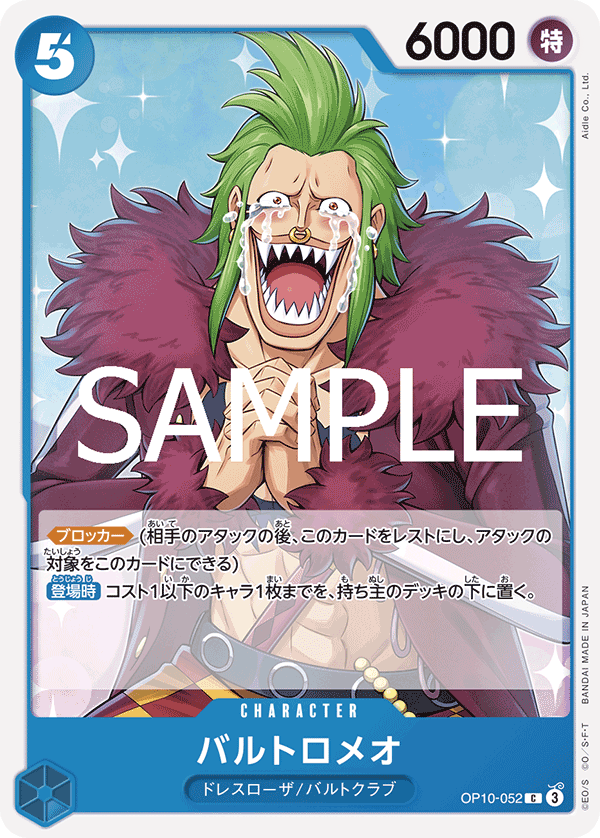 5
6000
特
Aidle Co., Ltd.
SAMPLE
ブロッカー (相手のアタックの後、このカードをレストにし、アタックの
対象をこのカードにできる)
登場時 コスト1以下のキャラ1枚までを、持ち主のデッキの下に置く。
CHARACTER
バルトロメオ
ドレスローザ/バルトクラブ
OP10-052 C 3
©E.O/S ©O/S・F・T BANDAI MADE IN JAPAN